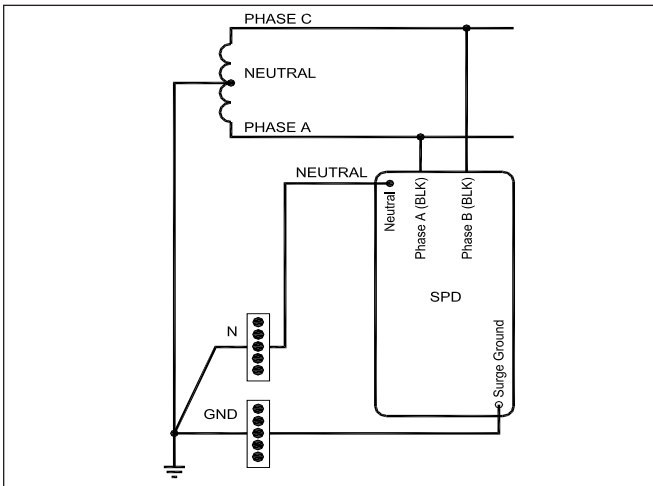 PHASE C
NEUTRAL
PHASE A
NEUTRAL
Neutral
Phase A (BLK)
Phase B (BLK)
SPD
Surge Ground
N
GND